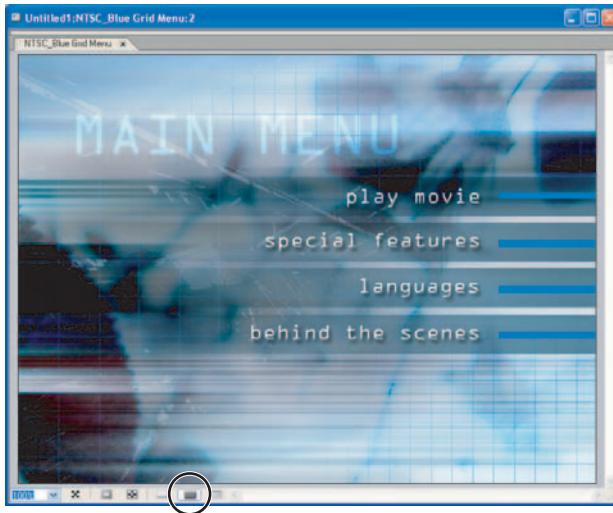 Untitled1:NTSC_Blue Grid Menu:2
NTSC_Blue Grid Menu
MAIN MENU
play movie
special features
languages
behind the scenes
100%